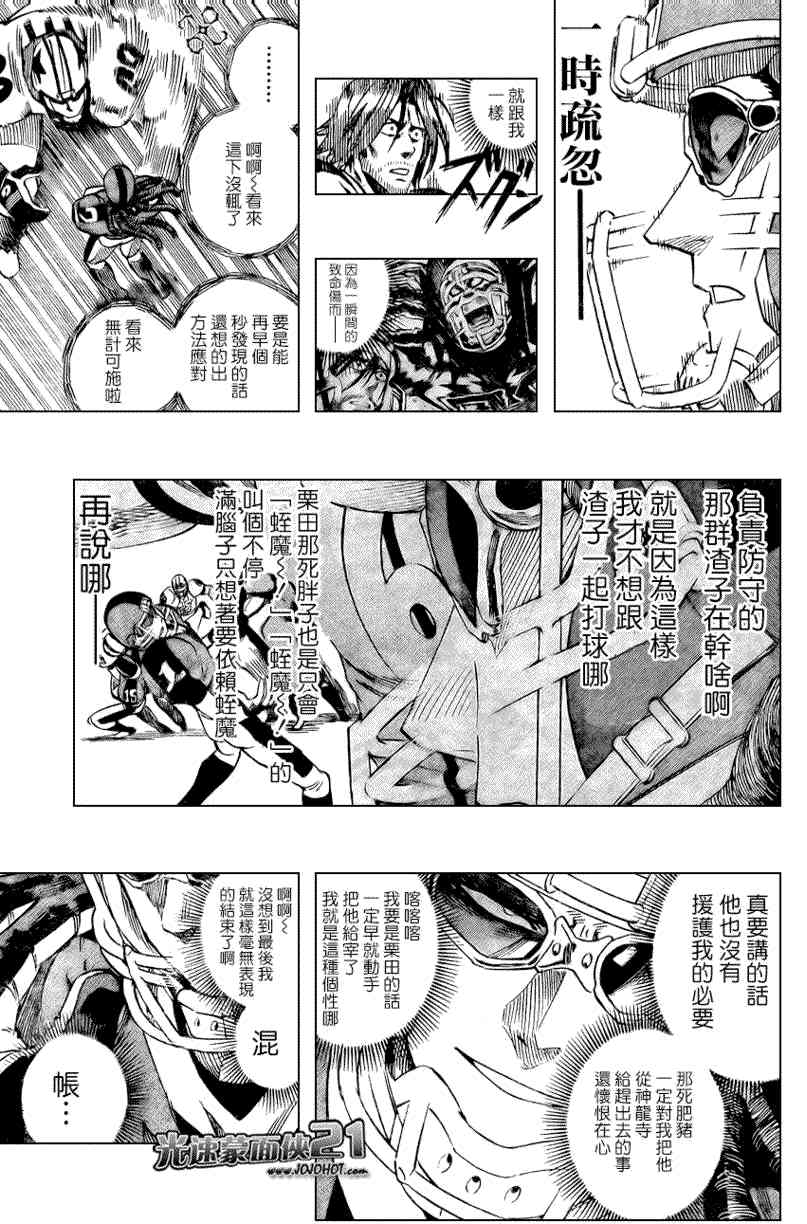 一時疏忽——
就跟我
一樣
ズグン
因為一瞬間的
致命傷而——
………
啊啊～看來
這下沒輒了
要是能
再早個
秒發現的話
還想的出
方法應對
看來
無計可施啦
負責防守的
那群渣子在幹啥啊
就是因為這樣
我才不想跟
渣子一起打球哪
栗田那死胖子也是只會
「蛭魔～！」「蛭魔～！」的
叫個不停
滿腦子只想著要依賴蛭魔
再說哪——
真要講的話
他也沒有
援護我的必要
那死肥豬
一定對我把他
從神龍寺
給趕出去的事
還懷恨在心
喀喀喀
我要是栗田的話
一定早就動手
把他給宰了
我就是這種個性哪
啊啊～
沒想到最後我
就這樣毫無表現
的結束了啊
混
帳…
光速蒙面俠21
www.JOJOHOT.com